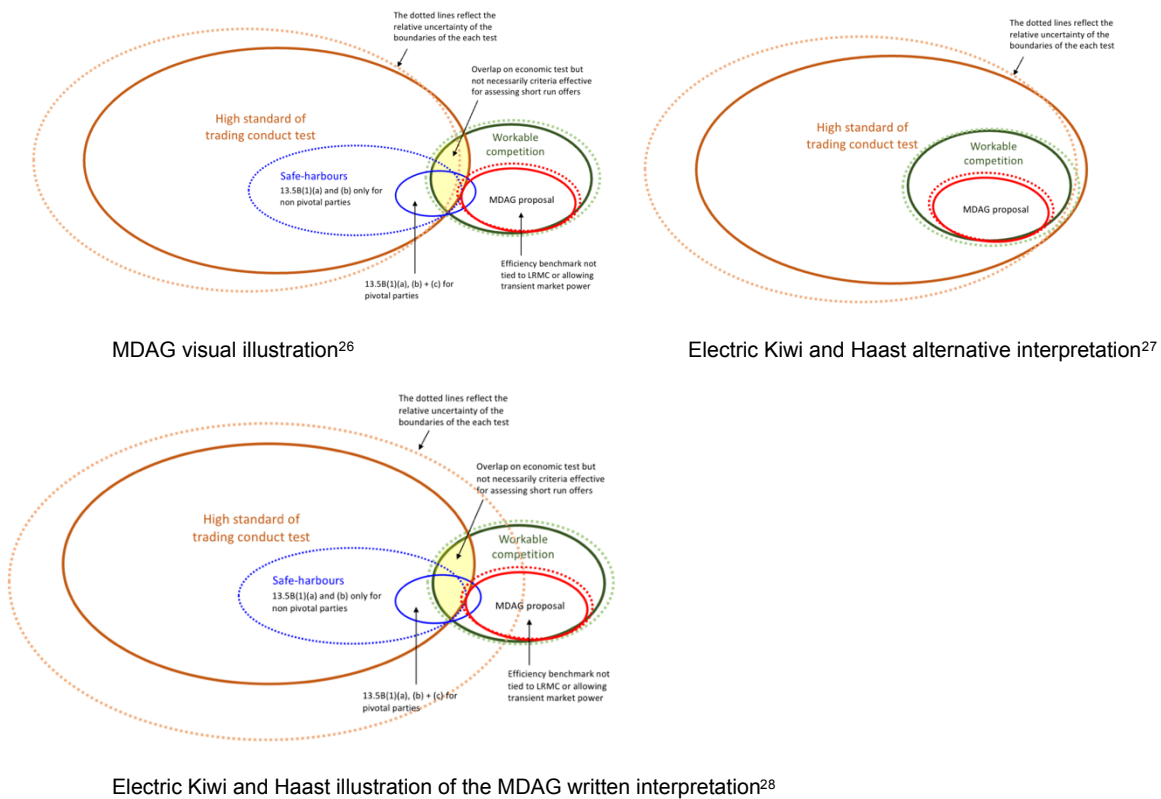 The dotted lines reflect the
relative uncertainty of the
boundaries of the each test
Overlap on economic test but
not necessarily criteria effective
for assessing short run offers
High standard of
trading conduct test
Workable
competition
Safe-harbours
13.5B(1)(a) and (b) only for
non pivotal parties
MDAG proposal
Efficiency benchmark not
tied to LRMC or allowing
transient market power
13.5B(1)(a), (b) + (c) for
pivotal parties
MDAG visual illustration26
The dotted lines reflect the
relative uncertainty of the
boundaries of the each test
High standard of
trading conduct test
Workable
competition
MDAG proposal
Electric Kiwi and Haast alternative interpretation27
The dotted lines reflect the
relative uncertainty of the
boundaries of the each test
Overlap on economic test but
not necessarily criteria effective
for assessing short run offers
High standard of
trading conduct test
Workable
competition
Safe-harbours
13.5B(1)(a) and (b) only for
non pivotal parties
MDAG proposal
Efficiency benchmark not
tied to LRMC or allowing
transient market power
13.5B(1)(a), (b) + (c) for
pivotal parties
Electric Kiwi and Haast illustration of the MDAG written interpretation28